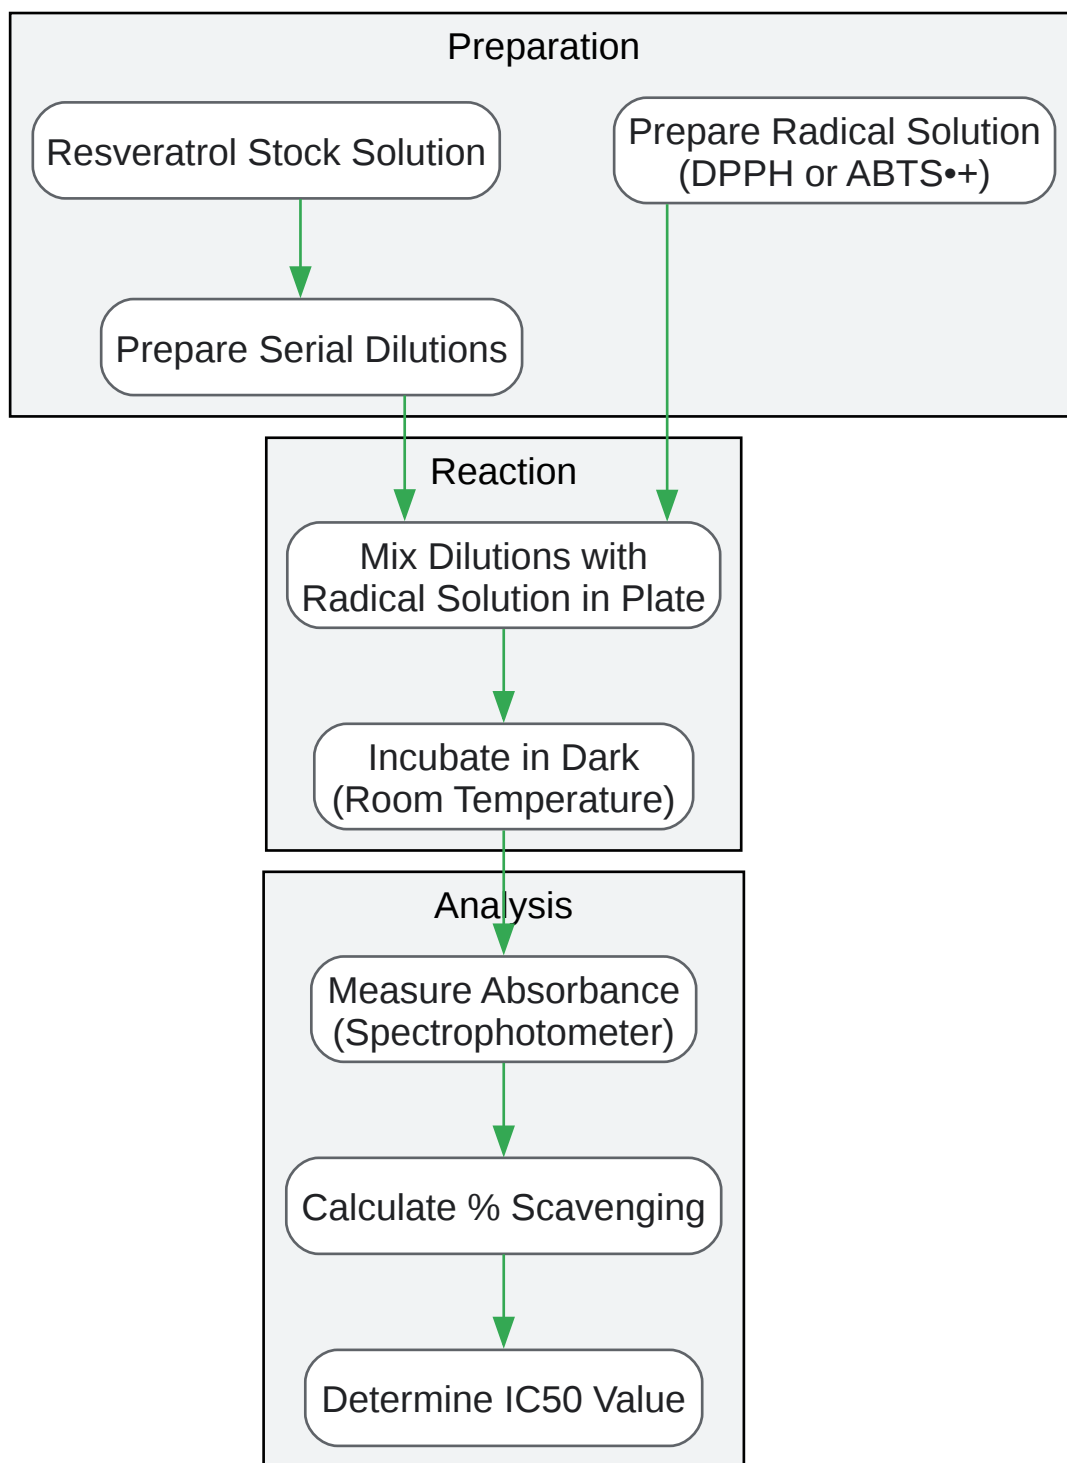 Preparation
Resveratrol Stock Solution
Prepare Radical Solution
(DPPH or ABTS•+)
Prepare Serial Dilutions
Reaction
Mix Dilutions with
Radical Solution in Plate
Incubate in Dark
(Room Temperature)
Analysis
Measure Absorbance
(Spectrophotometer)
Calculate % Scavenging
Determine IC50 Value